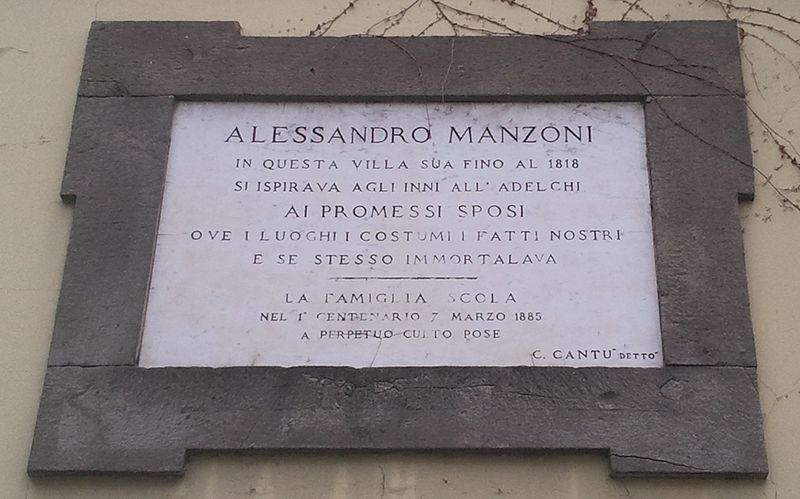 ALESSANDRO MANZONI
IN QUESTA VILLA SUA FINO AL 1818
SI ISPIRAVA AGLI INNI ALL' ADELCHI
AI PROMESSI SPOSI
OVE I LUOGHI I COSTUMI I FATTI NOSTRI
E SE STESSO IMMORTALAVA
LA FAMIGLIA SCOLA
NEL 1° CENTENARIO 7 MARZO 1885
A PERPETUO CULTO POSE
C. CANTU' DETTÒ